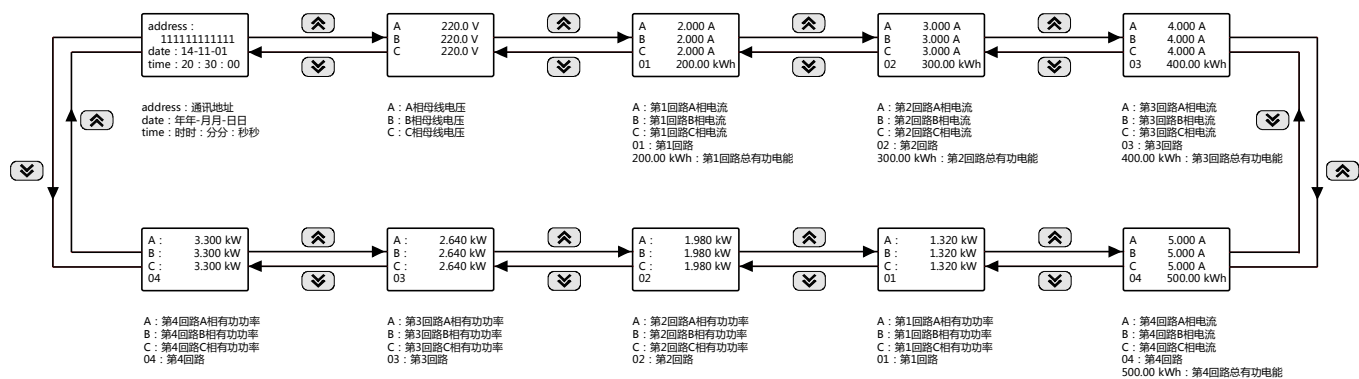 address :
111111111111
date : 14-11-01
time : 20 : 30 : 00
A 220.0 V
B 220.0 V
C 220.0 V
A : 2.000 A
B 2.000 A
C 2.000 A
01 200.00 kWh
A : 3.000 A
B 3.000 A
C 3.000 A
02 300.00 kWh
A : 4.000 A
B 4.000 A
C 4.000 A
03 400.00 kWh
address : 通讯地址
date : 年年-月月-日日
time : 时时 : 分分 : 秒秒
A : A相母线电压
B : B相母线电压
C : C相母线电压
A : 第1回路A相电流
B : 第1回路B相电流
C : 第1回路C相电流
01 : 第1回路
200.00 kWh : 第1回路总有功电能
A : 第2回路A相电流
B : 第2回路B相电流
C : 第2回路C相电流
02 : 第2回路
300.00 kWh : 第2回路总有功电能
A : 第3回路A相电流
B : 第3回路B相电流
C : 第3回路C相电流
03 : 第3回路
400.00 kWh : 第3回路总有功电能
A : 3.300 kW
B : 3.300 kW
C : 3.300 kW
04
A : 2.640 kW
B : 2.640 kW
C : 2.640 kW
03
A : 1.980 kW
B : 1.980 kW
C : 1.980 kW
02
A : 1.320 kW
B : 1.320 kW
C : 1.320 kW
01
A 5.000 A
B 5.000 A
C 5.000 A
04 500.00 kWh
A : 第4回路A相有功功率
B : 第4回路B相有功功率
C : 第4回路C相有功功率
04 : 第4回路
A : 第3回路A相有功功率
B : 第3回路B相有功功率
C : 第3回路C相有功功率
03 : 第3回路
A : 第2回路A相有功功率
B : 第2回路B相有功功率
C : 第2回路C相有功功率
02 : 第2回路
A : 第1回路A相有功功率
B : 第1回路B相有功功率
C : 第1回路C相有功功率
01 : 第1回路
A : 第4回路A相电流
B : 第4回路B相电流
C : 第4回路C相电流
04 : 第4回路
500.00 kWh : 第4回路总有功电能